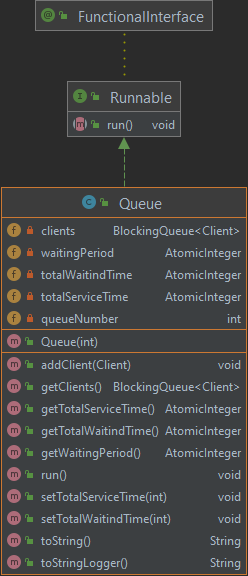 FunctionalInterface
Runnable
run() void
Queue
clients BlockingQueue<Client>
waitingPeriod AtomicInteger
totalWaitindTime AtomicInteger
totalServiceTime AtomicInteger
queueNumber int
Queue(int)
addClient(Client) void
getClients() BlockingQueue<Client>
getTotalServiceTime() AtomicInteger
getTotalWaitindTime() AtomicInteger
getWaitingPeriod() AtomicInteger
run() void
setTotalServiceTime(int) void
setTotalWaitindTime(int) void
toString() String
toStringLogger() String